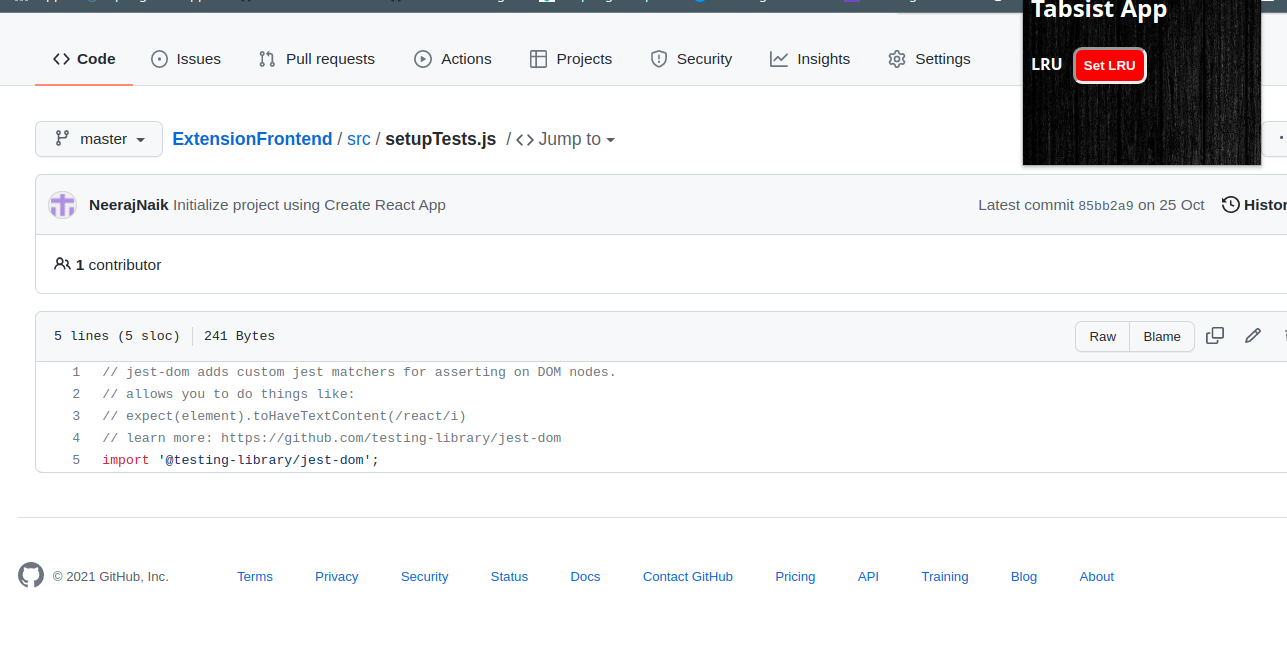 Tabsist App
LRU Set LRU
Code Issues Pull requests Actions Projects Security Insights Settings
master ExtensionFrontend / src / setupTests.js / <> Jump to
NeerajNaik Initialize project using Create React App Latest commit 85bb2a9 on 25 Oct
1 contributor
5 lines (5 sloc) 241 Bytes Raw Blame
1 // jest-dom adds custom jest matchers for asserting on DOM nodes.
2 // allows you to do things like:
3 // expect(element).toHaveTextContent(/react/i)
4 // learn more: https://github.com/testing-library/jest-dom
5 import '@testing-library/jest-dom';
© 2021 GitHub, Inc. Terms Privacy Security Status Docs Contact GitHub Pricing API Training Blog About